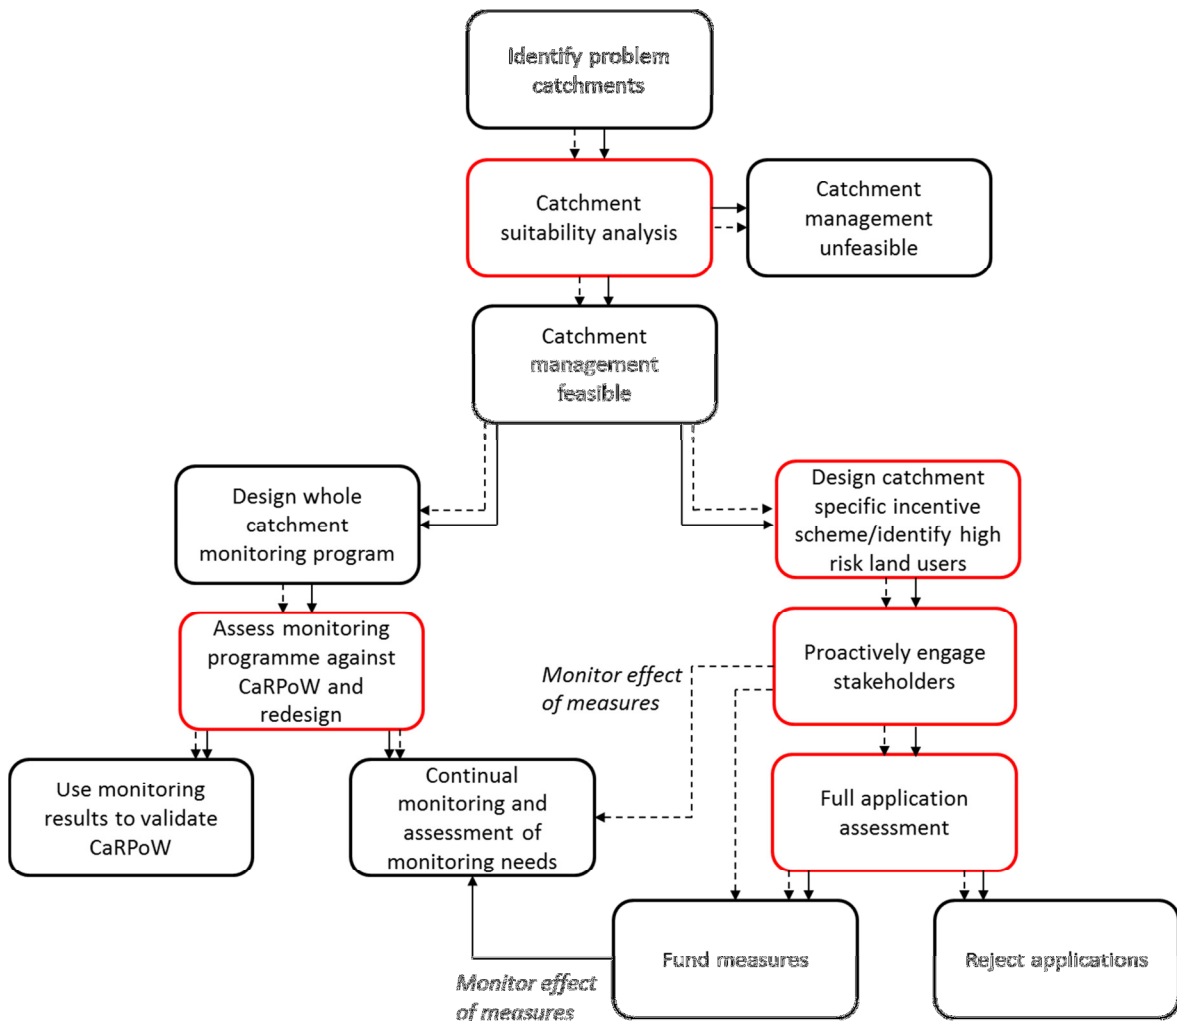 Identify problem
catchments
Catchment
suitability analysis
Catchment
management
unfeasible
Catchment
management
feasible
Design whole
catchment
monitoring program
Design catchment
specific incentive
scheme/identify high
risk land users
Assess monitoring
programme against
CaRPoW and
redesign
Proactively engage
stakeholders
Monitor effect
of measures
Use monitoring
results to validate
CaRPoW
Continual
monitoring and
assessment of
monitoring needs
Full application
assessment
Fund measures
Reject applications
Monitor effect
of measures